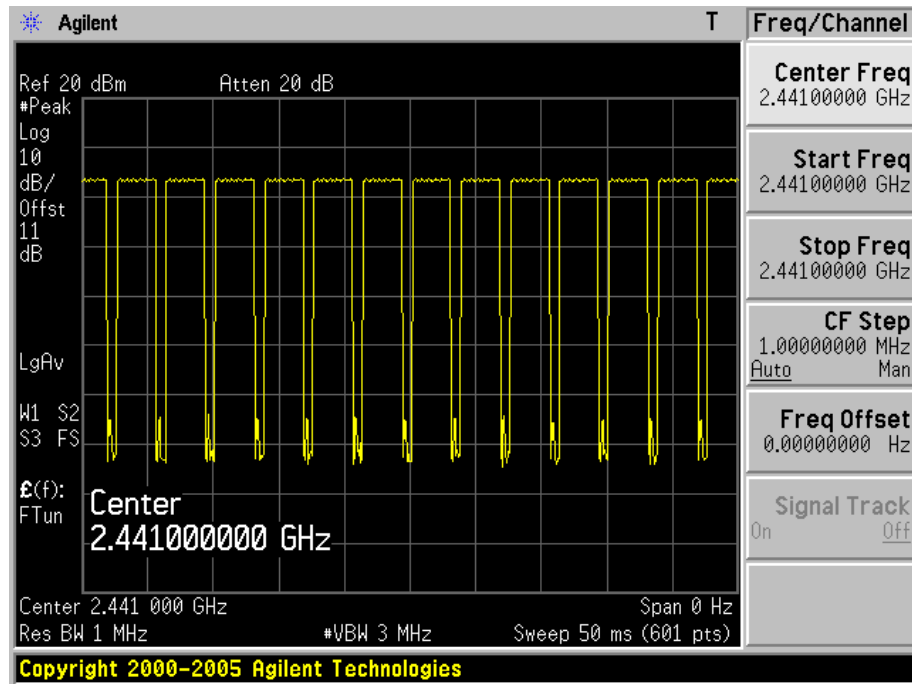 Agilent T Freq/Channel
Ref 20 dBm Atten 20 dB
#Peak
Log
10
dB/
Offst
11
dB
LgAv
W1 S2
S3 FS
£(f):
FTun
Center
2.441000000 GHz
Center 2.441 000 GHz Span 0 Hz
Res BW 1 MHz #VBW 3 MHz Sweep 50 ms (601 pts)
Copyright 2000-2005 Agilent Technologies
Center Freq
2.44100000 GHz
Start Freq
2.44100000 GHz
Stop Freq
2.44100000 GHz
CF Step
1.00000000 MHz
Auto Man
Freq Offset
0.00000000 Hz
Signal Track
On Off